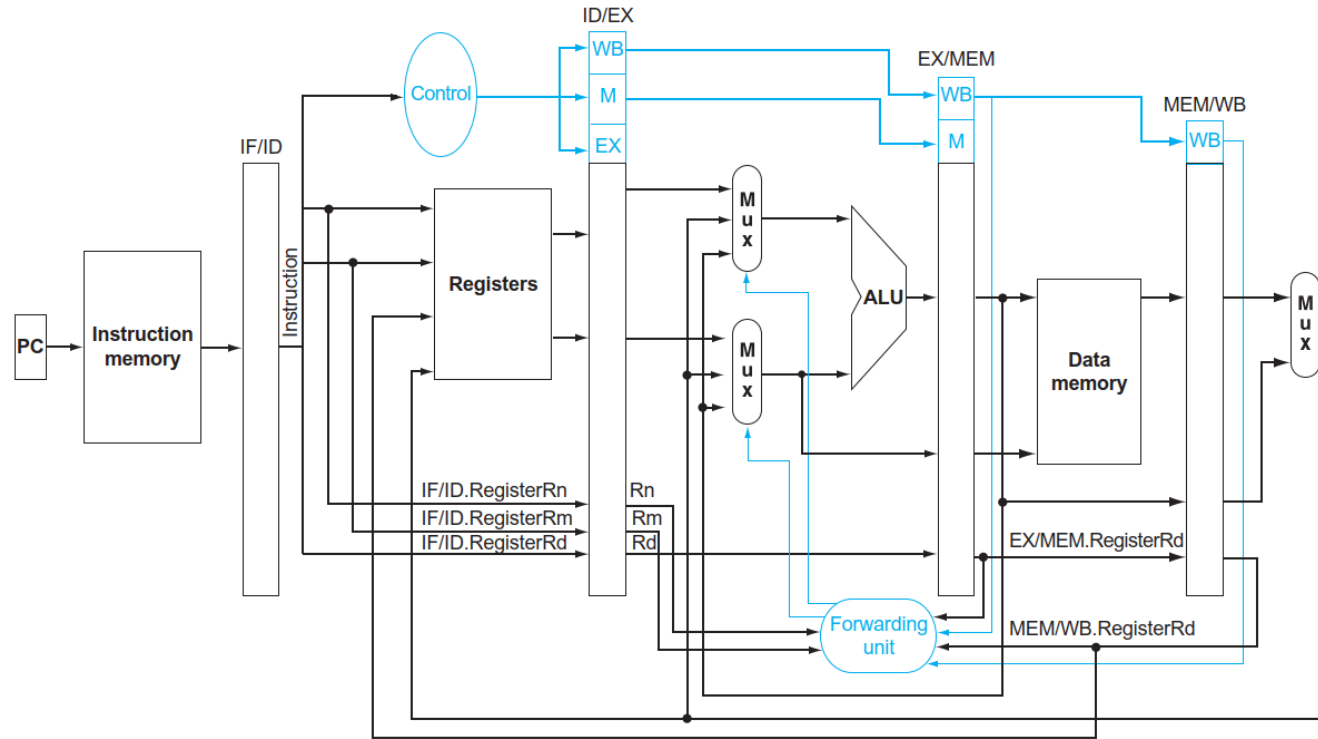 ID/EX
WB
M
EX
EX/MEM
WB
M
MEM/WB
WB
Control
IF/ID
PC
Instruction
memory
Instruction
Registers
M
u
x
M
u
x
ALU
Data
memory
M
u
x
IF/ID.RegisterRn
Rn
IF/ID.RegisterRm
Rm
IF/ID.RegisterRd
Rd
EX/MEM.RegisterRd
Forwarding
unit
MEM/WB.RegisterRd